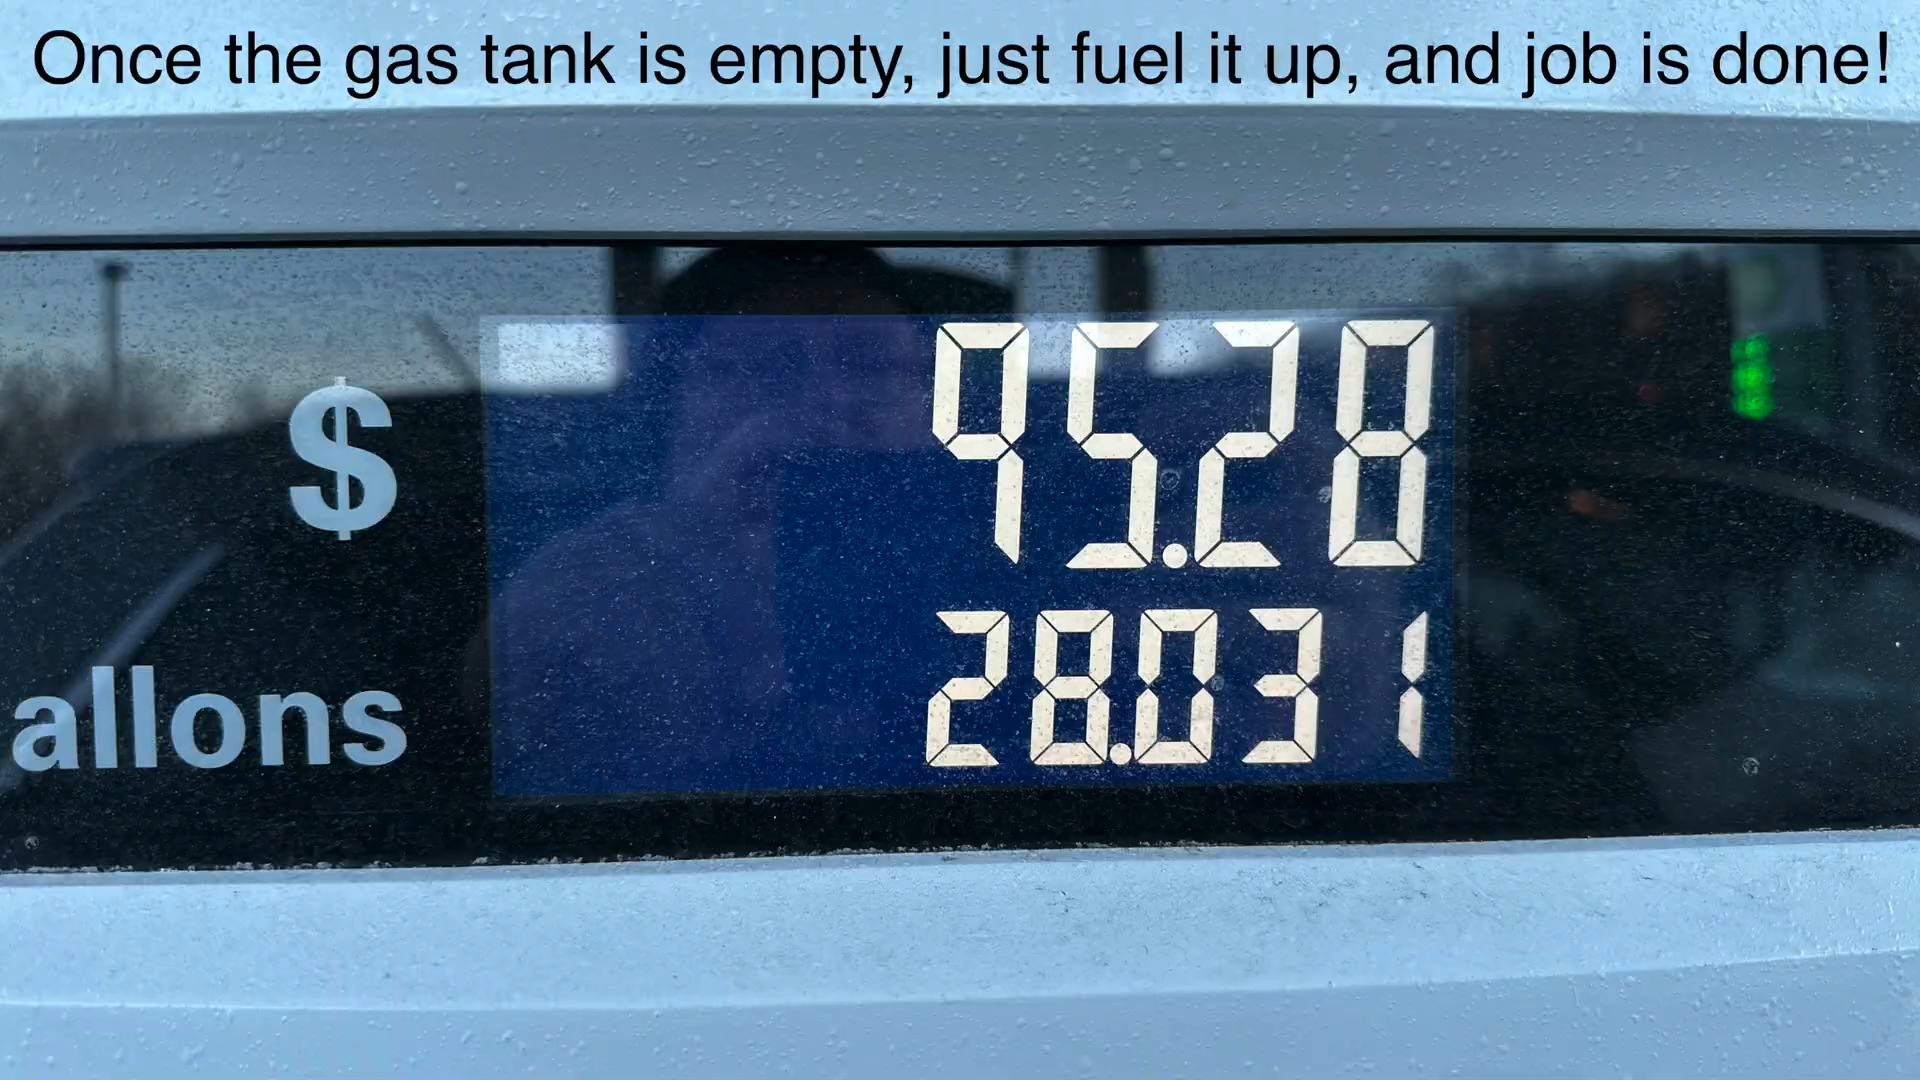 Once the gas tank is empty, just fuel it up, and job is done!
$ 95.28
allons 28.031